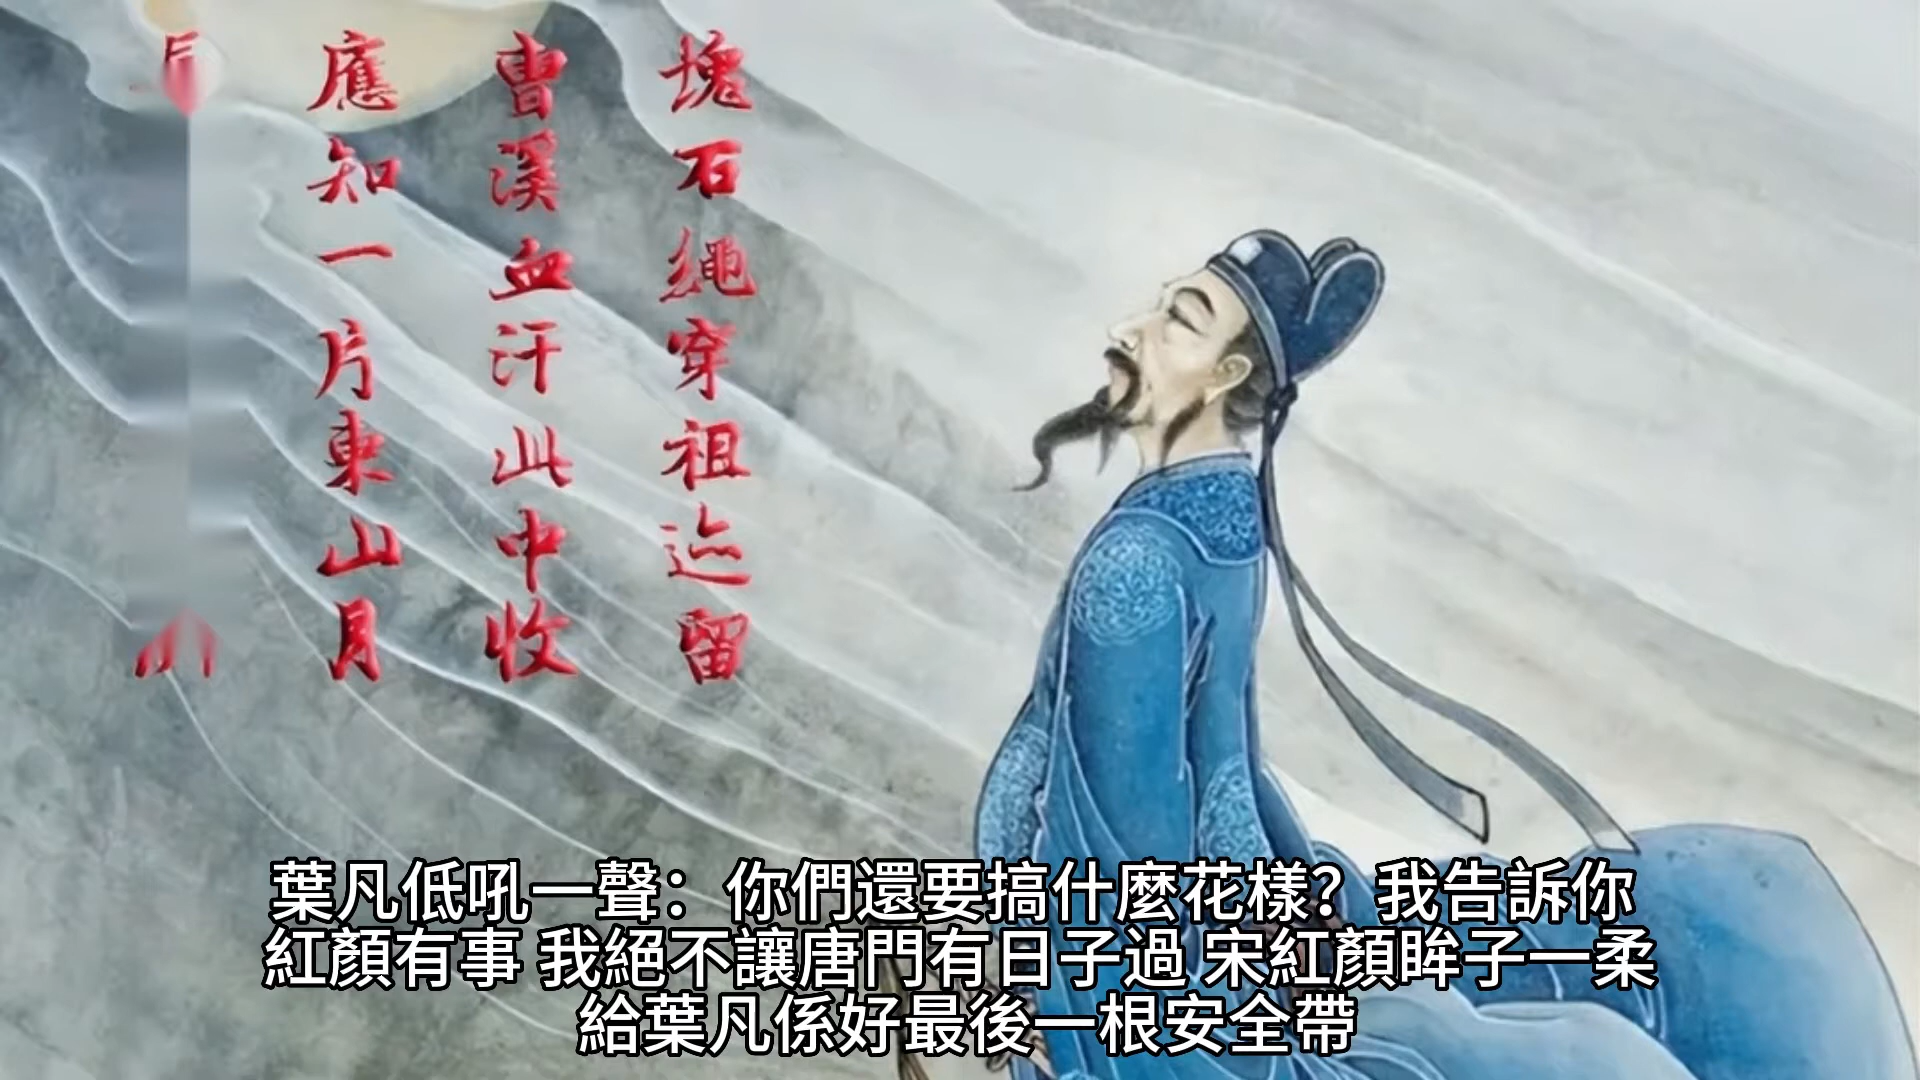 塊石繩穿祖迹留
曹溪血汗此中收
應知一片東山月
葉凡低吼一聲：你們還要搞什麼花樣？我告訴你
紅顏有事 我絕不讓唐門有日子過 宋紅顏眸子一柔
給葉凡係好最後一根安全帶